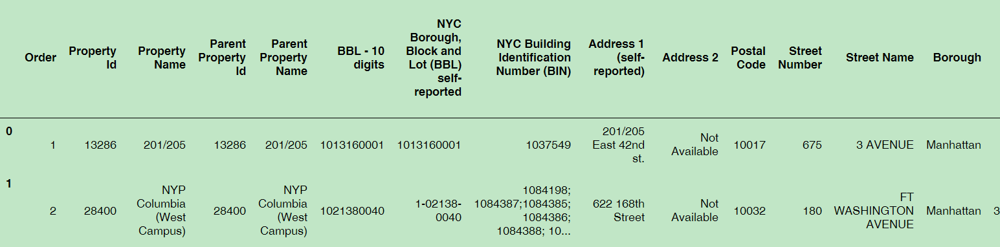 Order Property Id Property Name Parent Property Id Parent Property Name BBL - 10 digits NYC Borough, Block and Lot (BBL) self-reported NYC Building Identification Number (BIN) Address 1 (self-reported) Address 2 Postal Code Street Number Street Name Borough
0 1 13286 201/205 13286 201/205 1013160001 1013160001 1037549 201/205 East 42nd st. Not Available 10017 675 3 AVENUE Manhattan
1 2 28400 NYP Columbia (West Campus) 28400 NYP Columbia (West Campus) 1021380040 1-02138-0040 1084198; 1084387;1084385; 1084386; 1084388; 10... 622 168th Street Not Available 10032 180 FT WASHINGTON AVENUE Manhattan 3